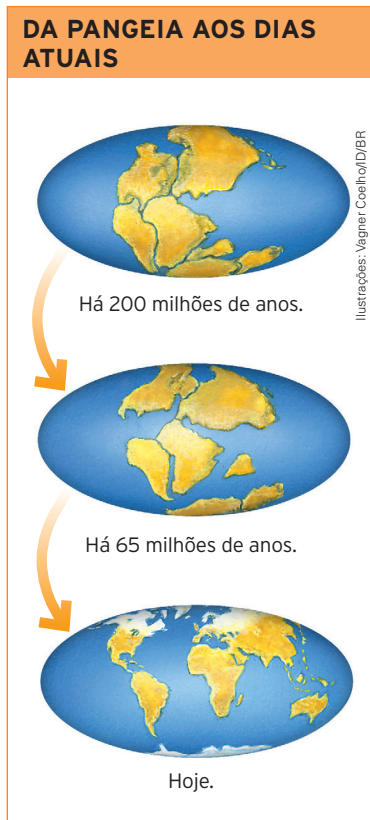 DA PANGEIA AOS DIAS
ATUAIS
Ilustrações: Vagner Coelho/ID/BR
Há 200 milhões de anos.
Há 65 milhões de anos.
Hoje.